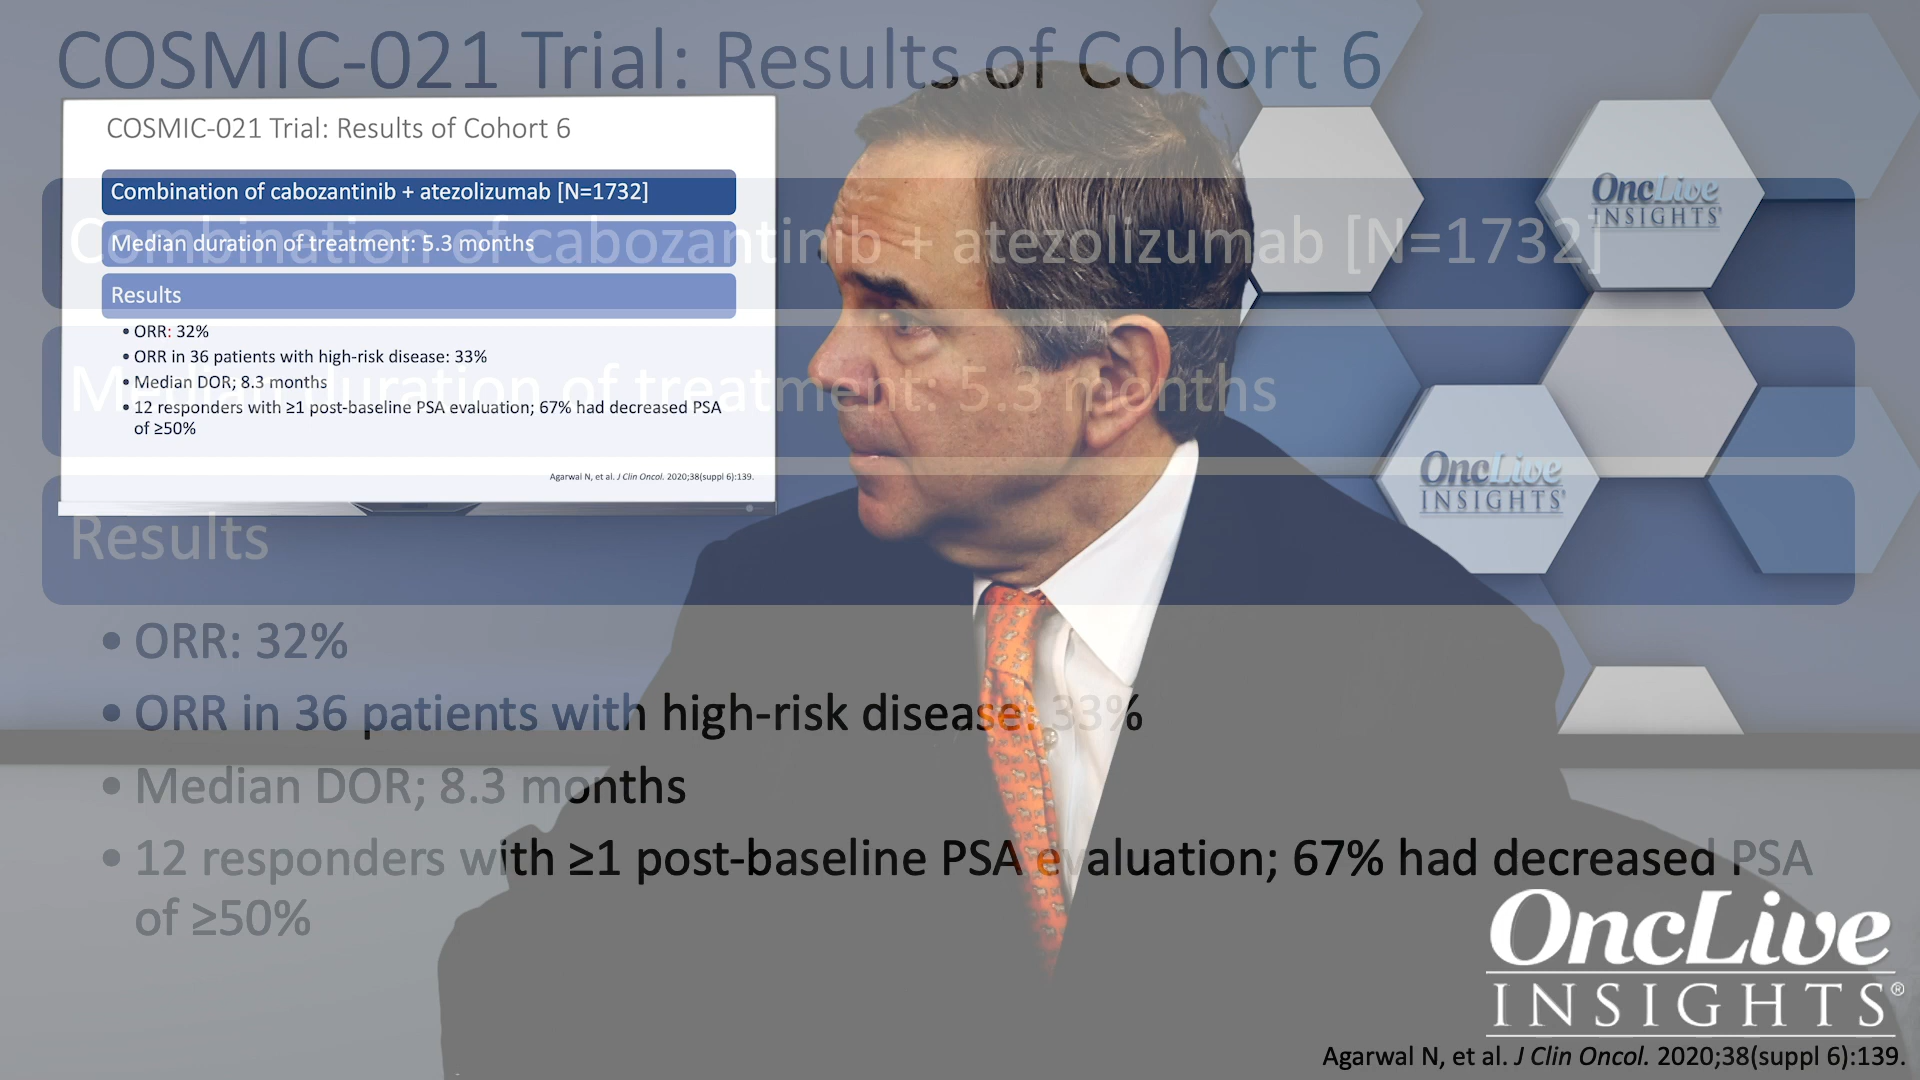 COSMIC-021 Trial: Results of Cohort 6
COSMIC-021 Trial: Results of Cohort 6
Combination of cabozantinib + atezolizumab [N=1732]
Median duration of treatment: 5.3 months
Results
• ORR: 32%
• ORR in 36 patients with high-risk disease: 33%
• Median DOR; 8.3 months
• 12 responders with ≥1 post-baseline PSA evaluation; 67% had decreased PSA
of ≥50%
Agarwal N, et al. J Clin Oncol. 2020;38(suppl 6):139.
Combination of cabozantinib + atezolizumab [N=1732]
Median duration of treatment: 5.3 months
Results
• ORR: 32%
• ORR in 36 patients with high-risk disease: 33%
• Median DOR; 8.3 months
• 12 responders with ≥1 post-baseline PSA evaluation; 67% had decreased PSA
of ≥50%
OncLive
INSIGHTS®
OncLive
INSIGHTS®
OncLive
INSIGHTS®
Agarwal N, et al. J Clin Oncol. 2020;38(suppl 6):139.